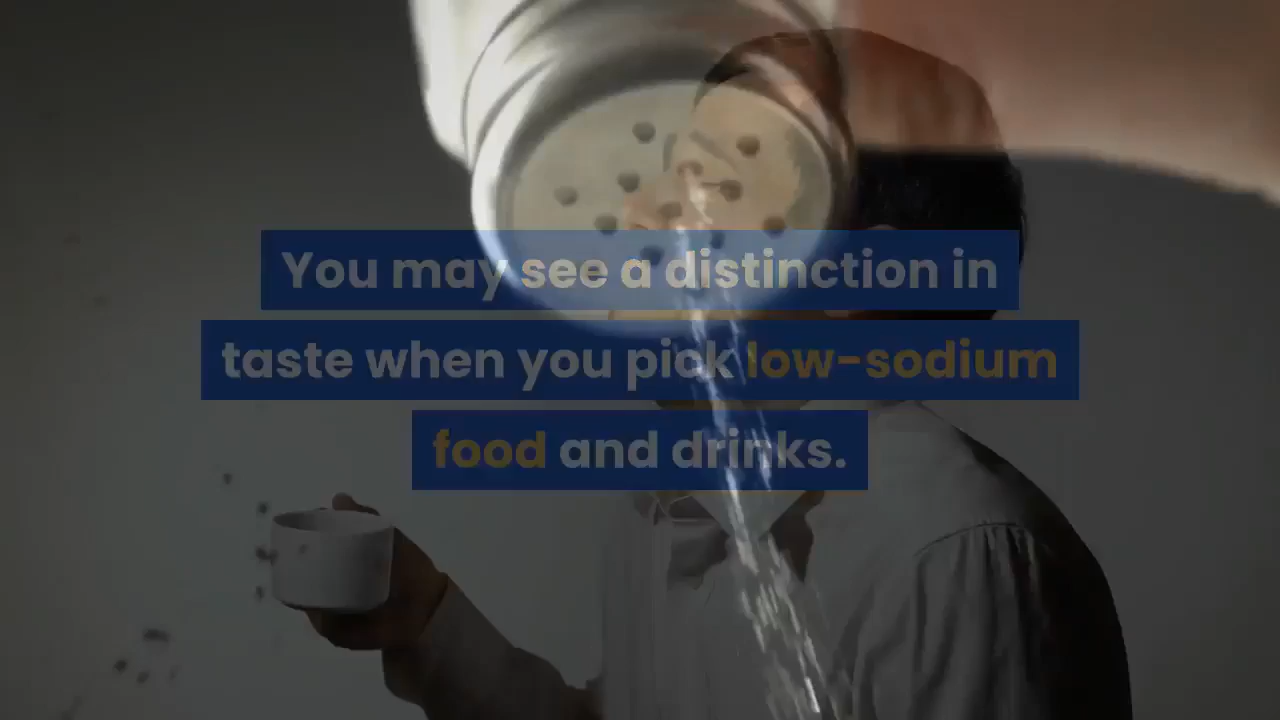 You may see a distinction in
taste when you pick low-sodium
food and drinks.